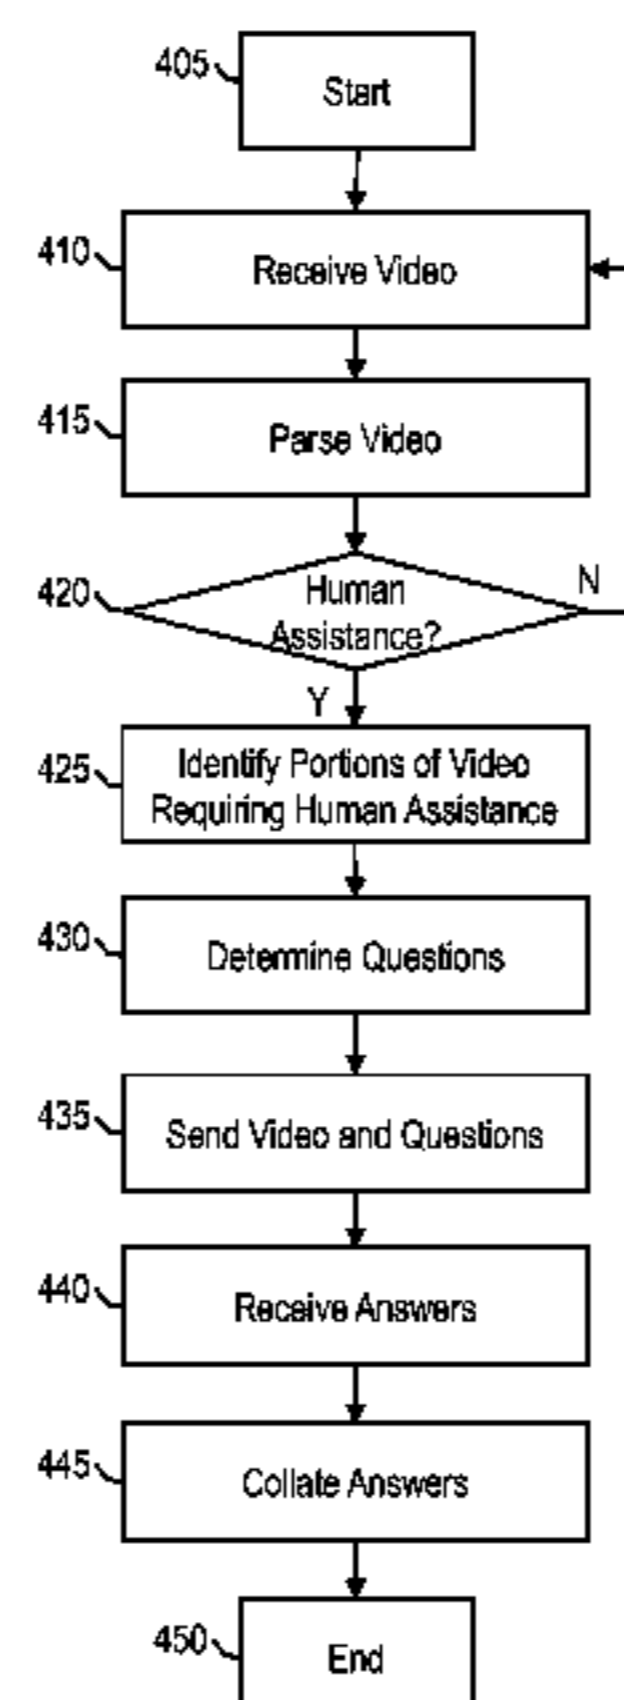 405
Start
410
Receive Video
415
Parse Video
420
Human
Assistance?
N
Y
425
Identify Portions of Video
Requiring Human Assistance
430
Determine Questions
435
Send Video and Questions
440
Receive Answers
445
Collate Answers
450
End